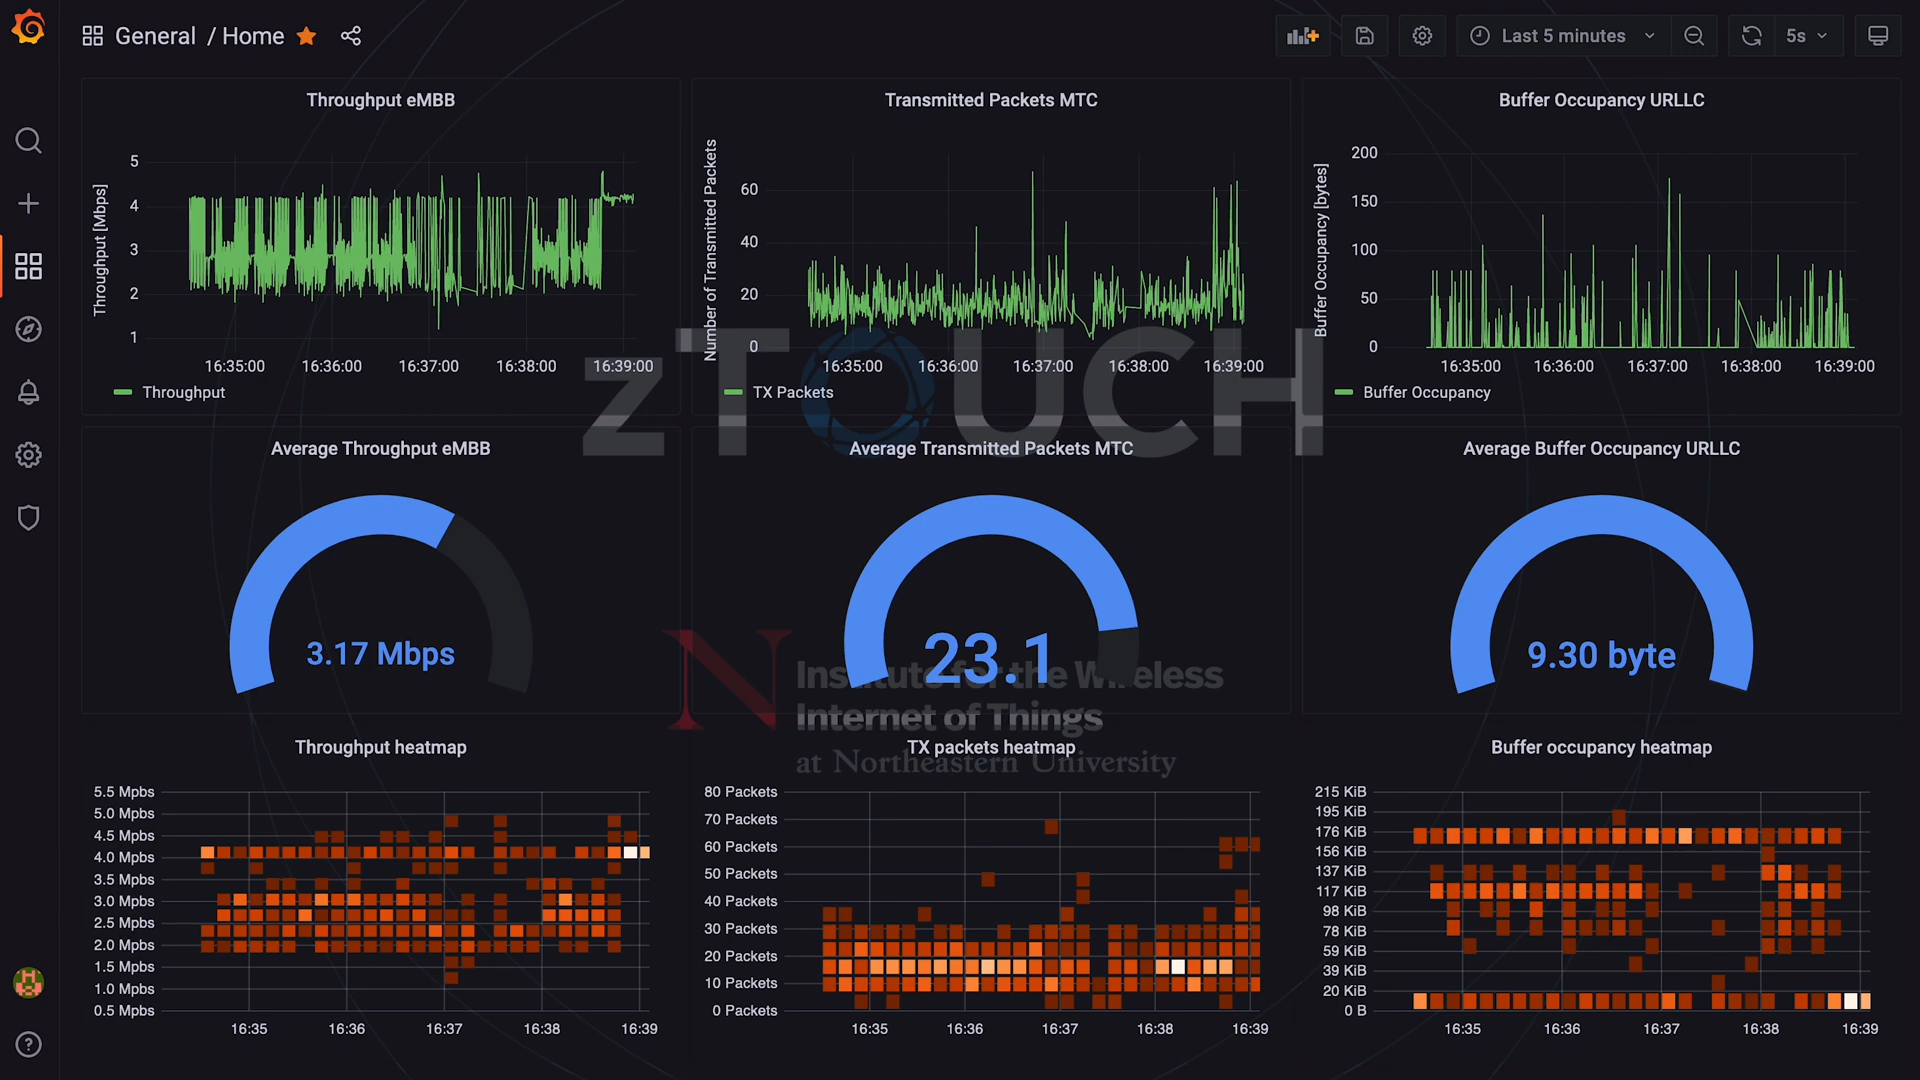 General / Home
Last 5 minutes
5s
Throughput eMBB
Throughput [Mbps]
5
4
3
2
1
16:35:00 16:36:00 16:37:00 16:38:00 16:39:00
Throughput
Transmitted Packets MTC
Number of Transmitted Packets
60
40
20
0
16:35:00 16:36:00 16:37:00 16:38:00 16:39:00
TX Packets
Buffer Occupancy URLLC
Buffer Occupancy [bytes]
200
150
100
50
0
16:35:00 16:36:00 16:37:00 16:38:00 16:39:00
Buffer Occupancy
zTOUCH
Average Throughput eMBB
3.17 Mbps
Average Transmitted Packets MTC
23.1
Average Buffer Occupancy URLLC
9.30 byte
N
Institute for the Wireless
Internet of Things
at Northeastern University
Throughput heatmap
5.5 Mpbs
5.0 Mpbs
4.5 Mpbs
4.0 Mpbs
3.5 Mpbs
3.0 Mpbs
2.5 Mpbs
2.0 Mpbs
1.5 Mpbs
1.0 Mpbs
0.5 Mpbs
16:35 16:36 16:37 16:38 16:39
TX packets heatmap
80 Packets
70 Packets
60 Packets
50 Packets
40 Packets
30 Packets
20 Packets
10 Packets
0 Packets
16:35 16:36 16:37 16:38 16:39
Buffer occupancy heatmap
215 KiB
195 KiB
176 KiB
156 KiB
137 KiB
117 KiB
98 KiB
78 KiB
59 KiB
39 KiB
20 KiB
0 B
16:35 16:36 16:37 16:38 16:39